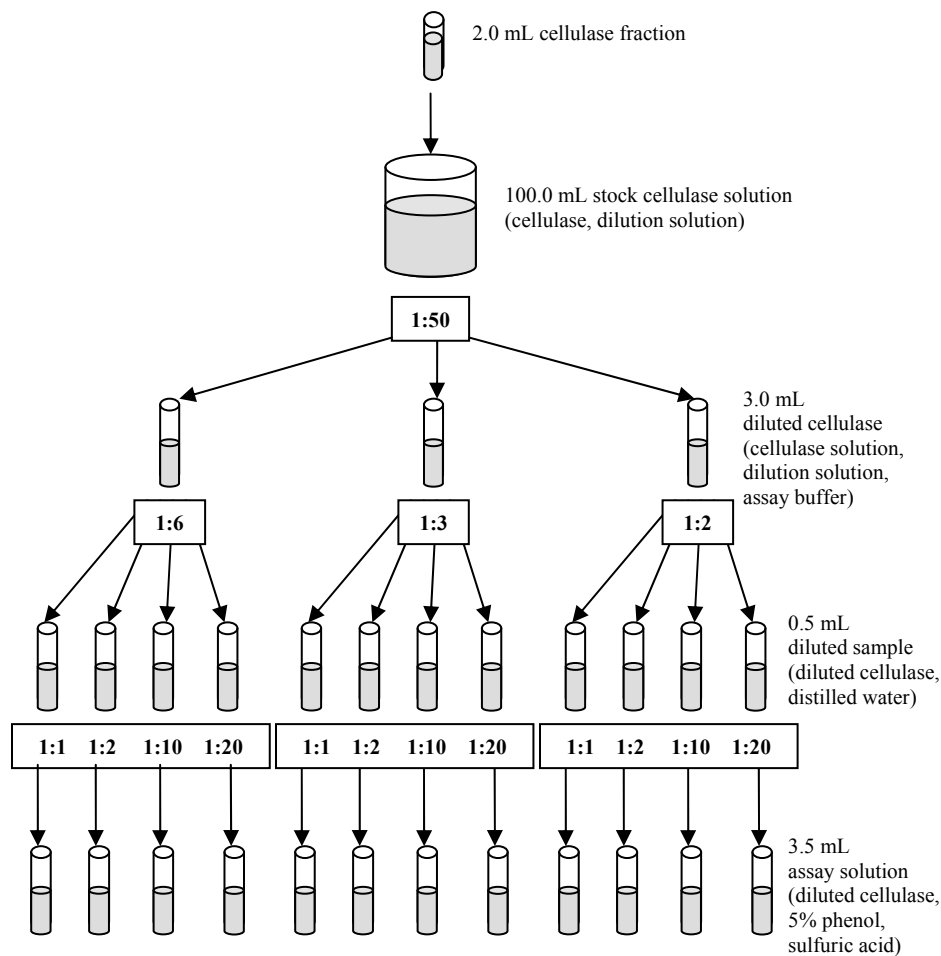 2.0 mL cellulase fraction
100.0 mL stock cellulase solution
(cellulase, dilution solution)
1:50
3.0 mL
diluted cellulase
(cellulase solution,
dilution solution,
assay buffer)
1:6 1:3 1:2
0.5 mL
diluted sample
(diluted cellulase,
distilled water)
1:1 1:2 1:10 1:20 1:1 1:2 1:10 1:20 1:1 1:2 1:10 1:20
3.5 mL
assay solution
(diluted cellulase,
5% phenol,
sulfuric acid)